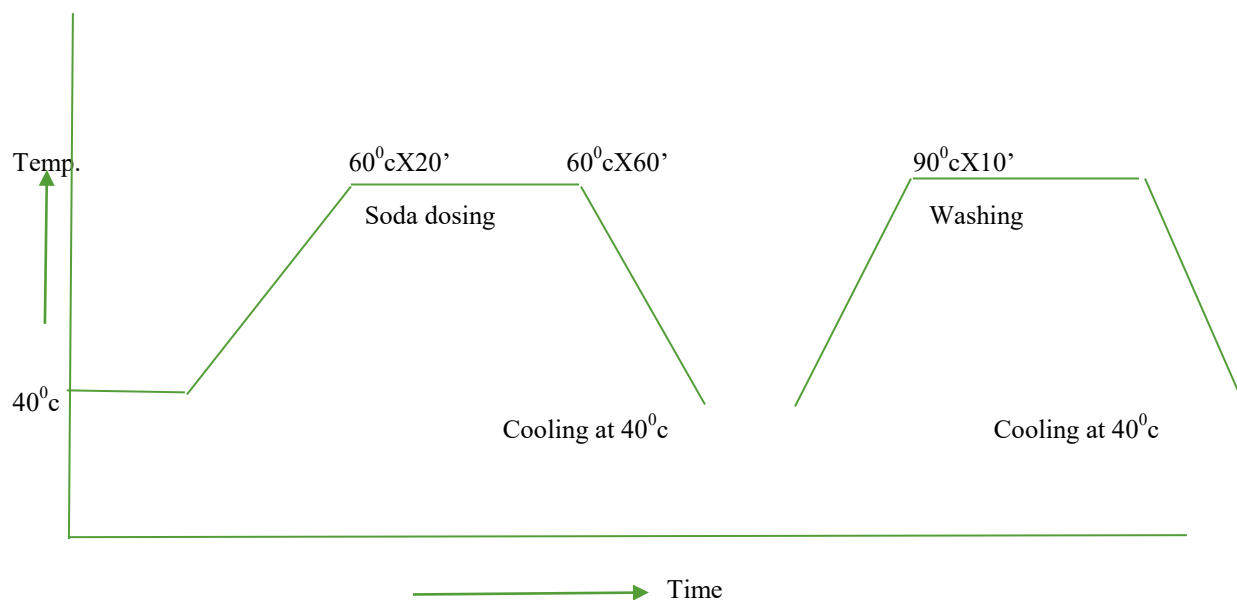 Temp.
60⁰cX20’
60⁰cX60’
90⁰cX10’
Soda dosing
Washing
40⁰c
Cooling at 40⁰c
Cooling at 40⁰c
Time